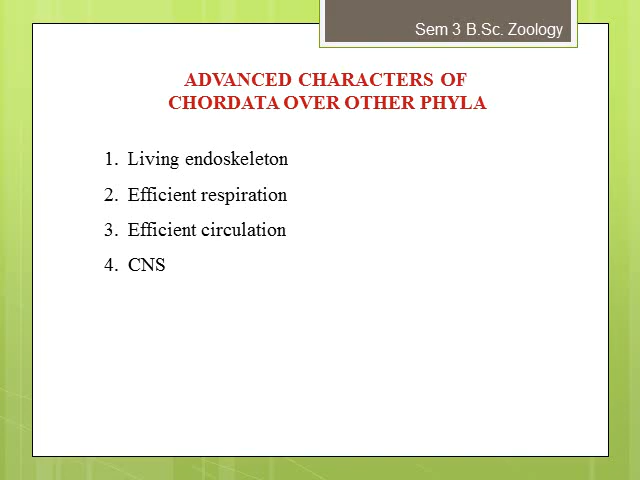 Sem 3 B.Sc. Zoology
ADVANCED CHARACTERS OF
CHORDATA OVER OTHER PHYLA
1. Living endoskeleton
2. Efficient respiration
3. Efficient circulation
4. CNS